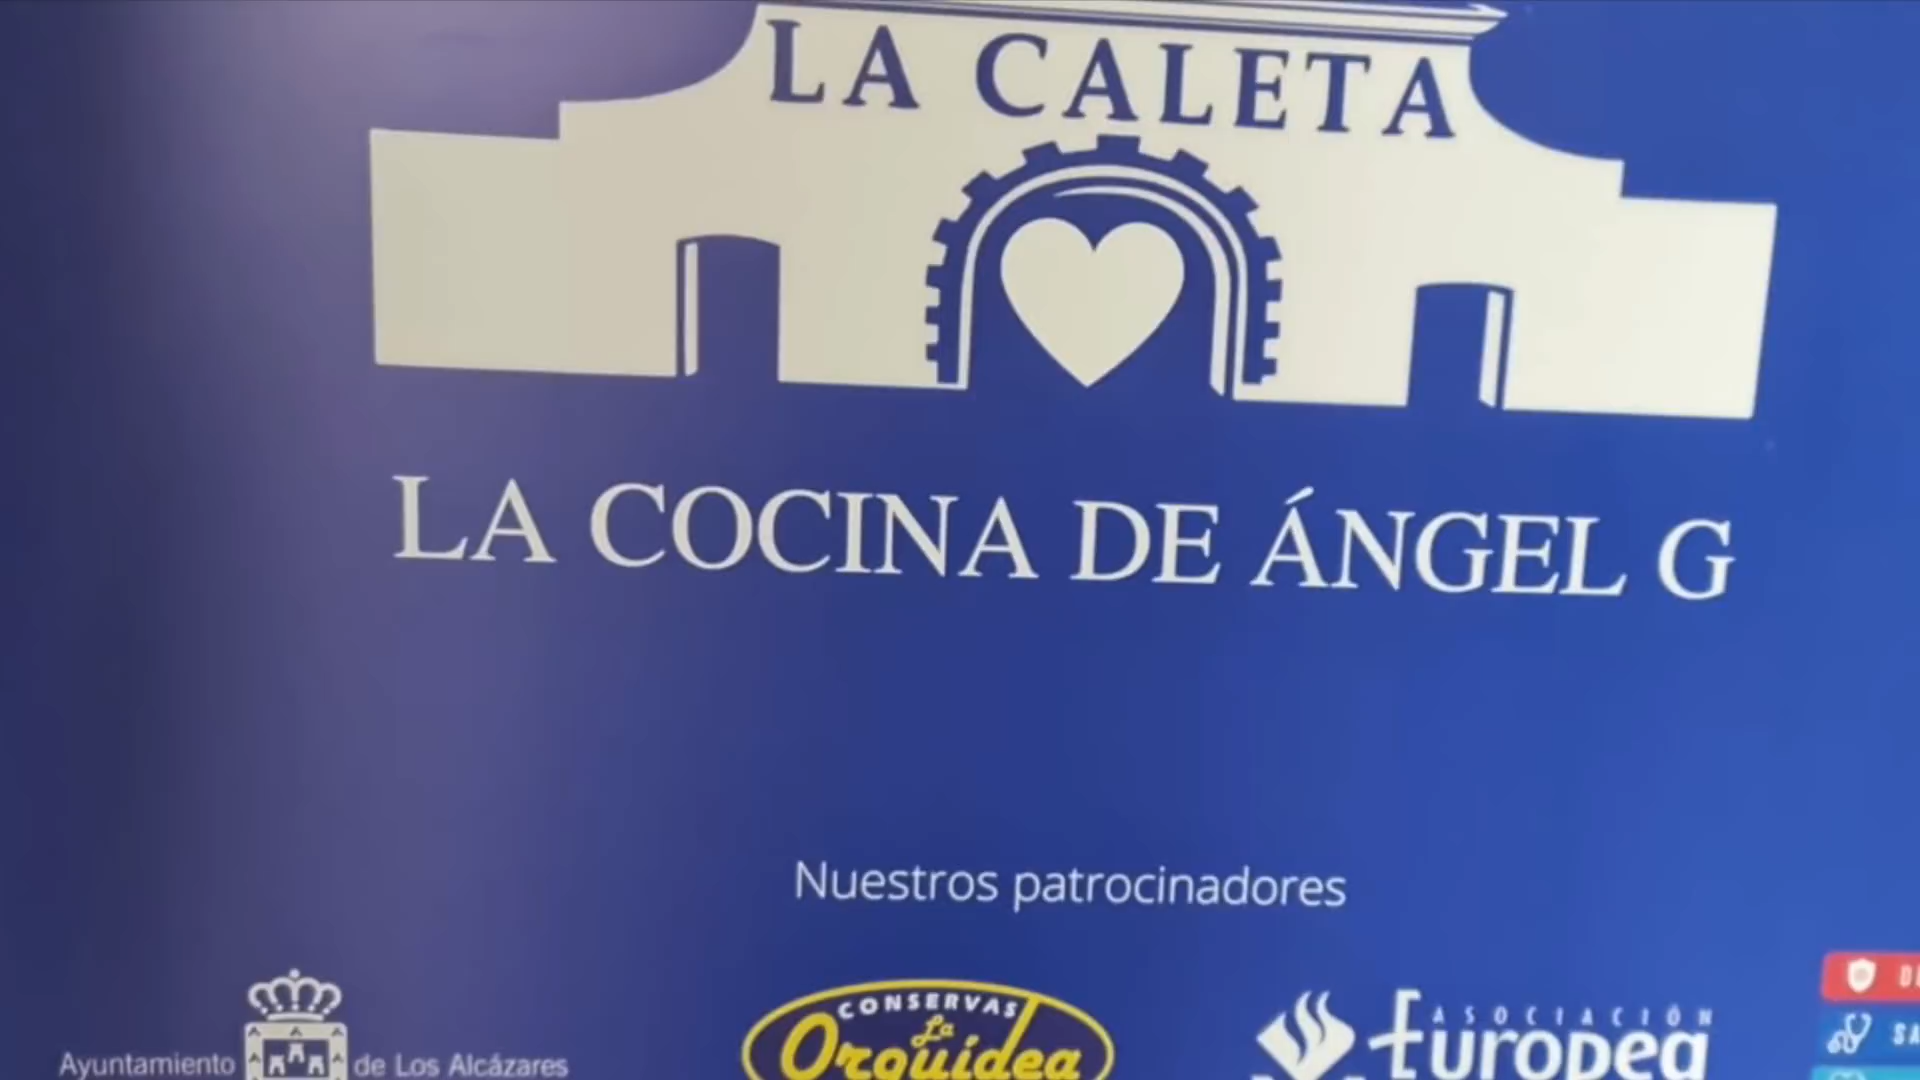 LA CALETA
LA COCINA DE ÁNGEL G
Nuestros patrocinadores
Ayuntamiento de Los Alcázares
CONSERVAS
La
Orquídea
ASOCIACIÓN
Europea